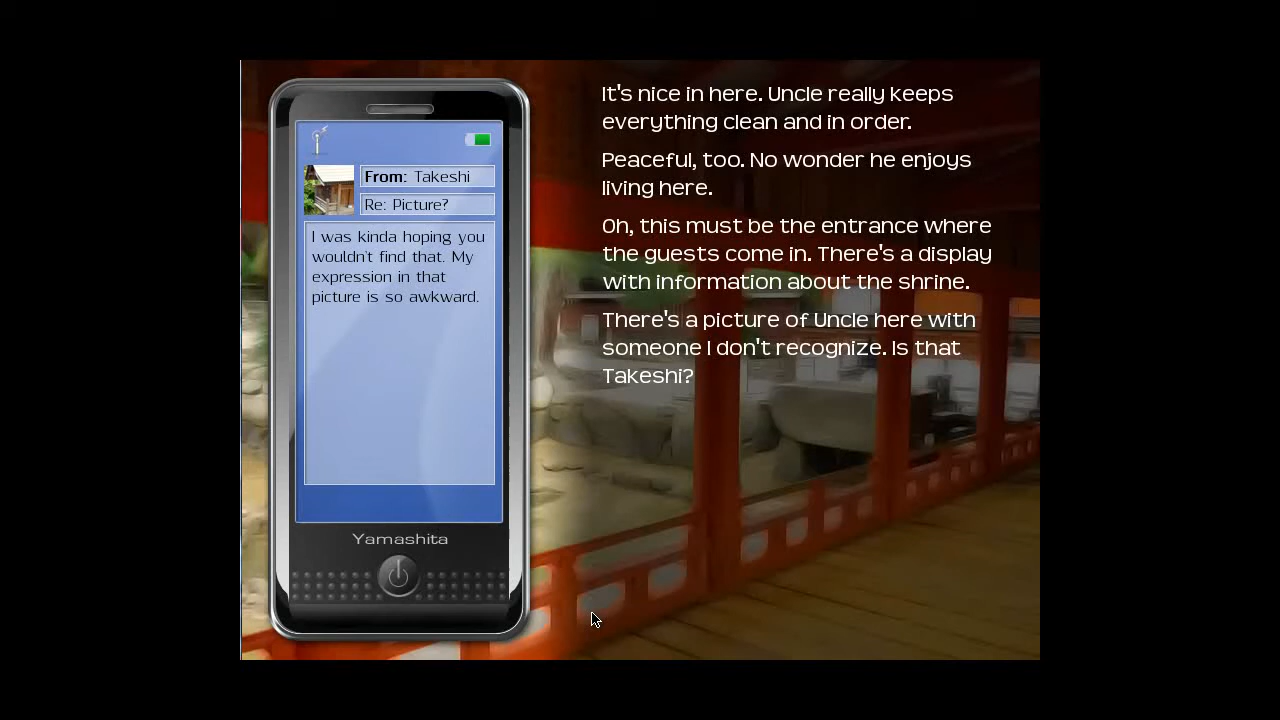 From: Takeshi
Re: Picture?
I was kinda hoping you
wouldn't find that. My
expression in that
picture is so awkward.
Yamashita
It's nice in here. Uncle really keeps
everything clean and in order.
Peaceful, too. No wonder he enjoys
living here.
Oh, this must be the entrance where
the guests come in. There's a display
with information about the shrine.
There's a picture of Uncle here with
someone I don't recognize. Is that
Takeshi?